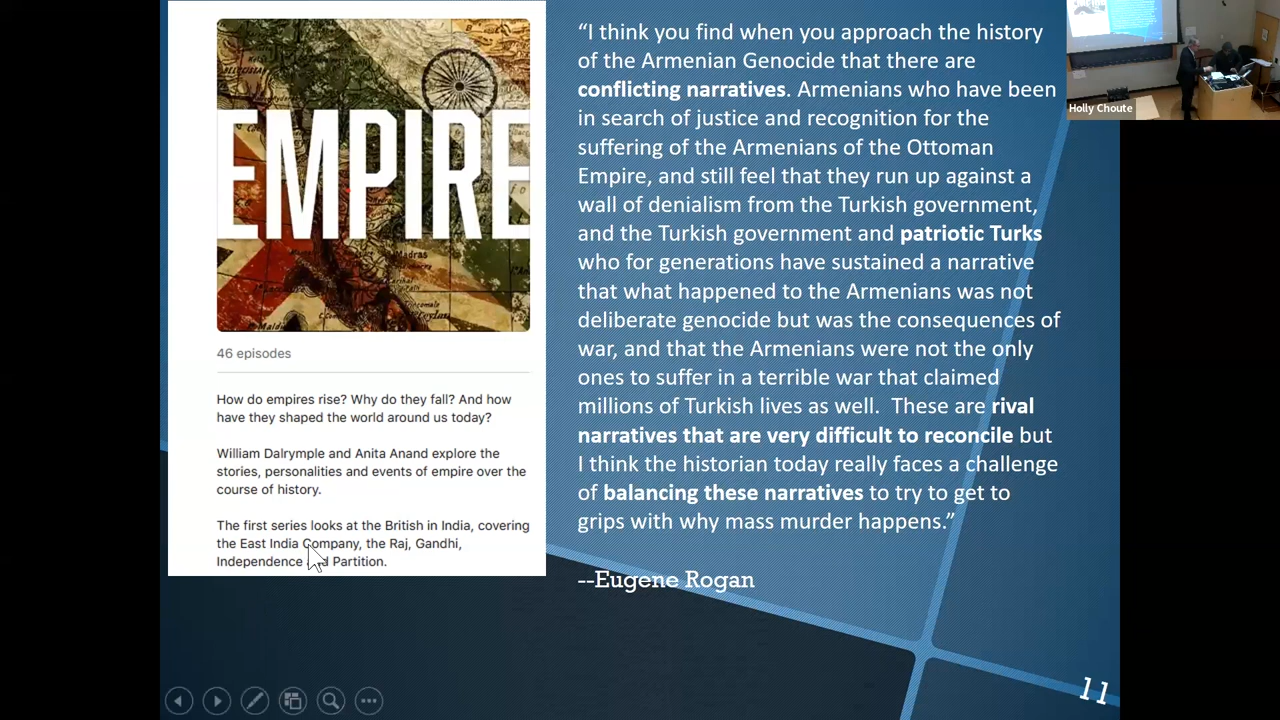 EMPIRE
Madras
46 episodes
How do empires rise? Why do they fall? And how
have they shaped the world around us today?
William Dalrymple and Anita Anand explore the
stories, personalities and events of empire over the
course of history.
The first series looks at the British in India, covering
the East India Company, the Raj, Gandhi,
Independence and Partition.
“I think you find when you approach the history
of the Armenian Genocide that there are
conflicting narratives. Armenians who have been
in search of justice and recognition for the
suffering of the Armenians of the Ottoman
Empire, and still feel that they run up against a
wall of denialism from the Turkish government,
and the Turkish government and patriotic Turks
who for generations have sustained a narrative
that what happened to the Armenians was not
deliberate genocide but was the consequences of
war, and that the Armenians were not the only
ones to suffer in a terrible war that claimed
millions of Turkish lives as well. These are rival
narratives that are very difficult to reconcile but
I think the historian today really faces a challenge
of balancing these narratives to try to get to
grips with why mass murder happens.”
--Eugene Rogan
Holly Choute
11